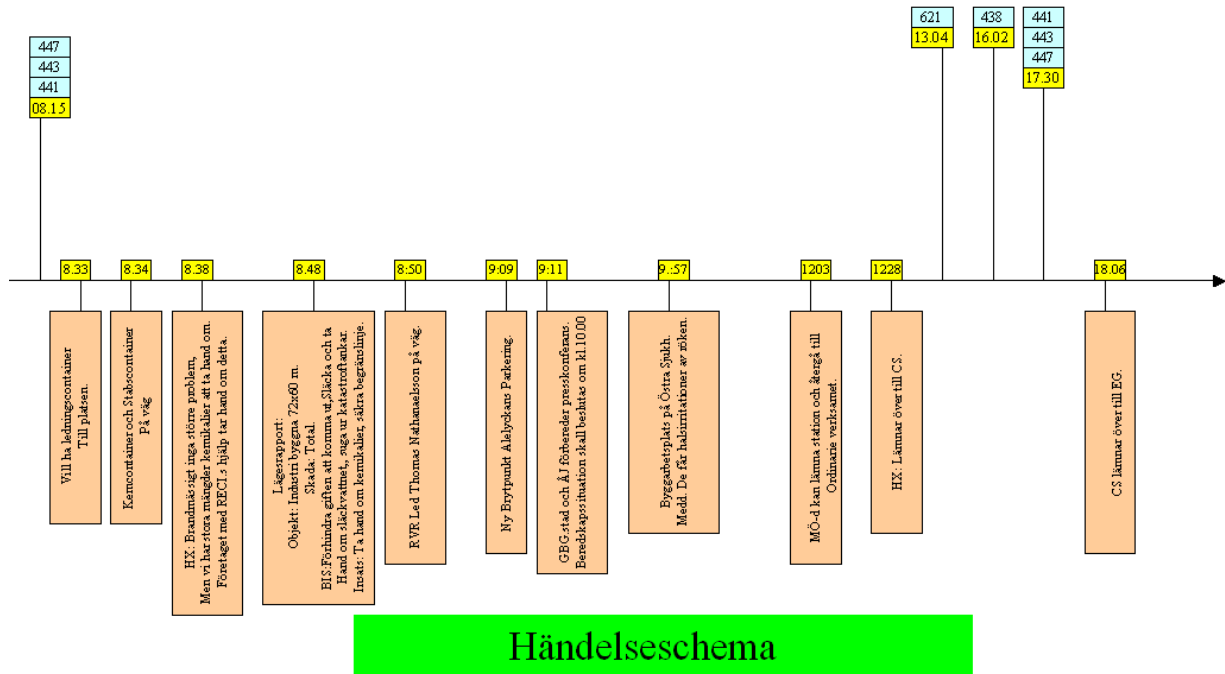 447
443
441
08.15
621
13.04
438
16.02
441
443
447
17.30
8.33
Vill ha ledningscontainer
Till platsen.
8.34
Kemcontainer och Stabscontainer
På väg
8.38
HX: Brandmässigt inga större problem,
Men vi har stora mängder kemikalier att ta hand om.
Företaget med RECI:s hjälp tar hand om detta.
8.48
Lägesrapport:
Objekt: Industri byggna 72x60 m.
Skada: Total.
BIS:Förhindra giften att komma ut,Släcka och ta
Hand om släckvattnet,, suga ur katastroftankar.
Insats: Ta hand om kemikalier, säkra begränslinje.
8:50
RVR Led Thomas Nathanaelsson på väg.
9:09
Ny Brytpunkt Alelyckans Parkering.
9:11
GBG:stad och ÅJ förbereder presskonferans.
Beredskapssituation skall beslutas om kl.10.00
9.:57
Byggarbetsplats på Östra Sjukh.
Medd. De får halsirritationer av röken.
1203
MÖ-d kan lämna station och återgå till
Ordinarie verksamet.
1228
HX: Lämnar över till CS.
18.06
CS lämnar över till EG.
Händelseschema